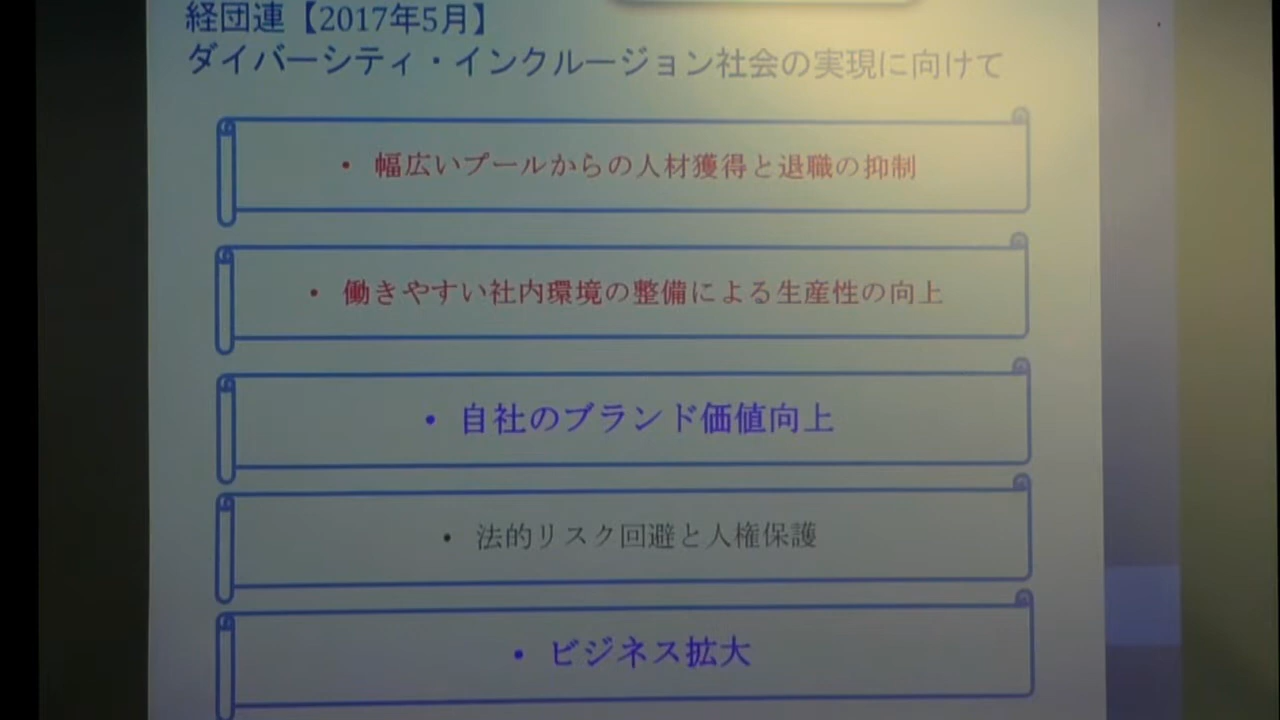 経団連【2017年5月】
ダイバーシティ・インクルージョン社会の実現に向けて
• 幅広いプールからの人材獲得と退職の抑制
• 働きやすい社内環境の整備による生産性の向上
• 自社のブランド価値向上
• 法的リスク回避と人権保護
• ビジネス拡大